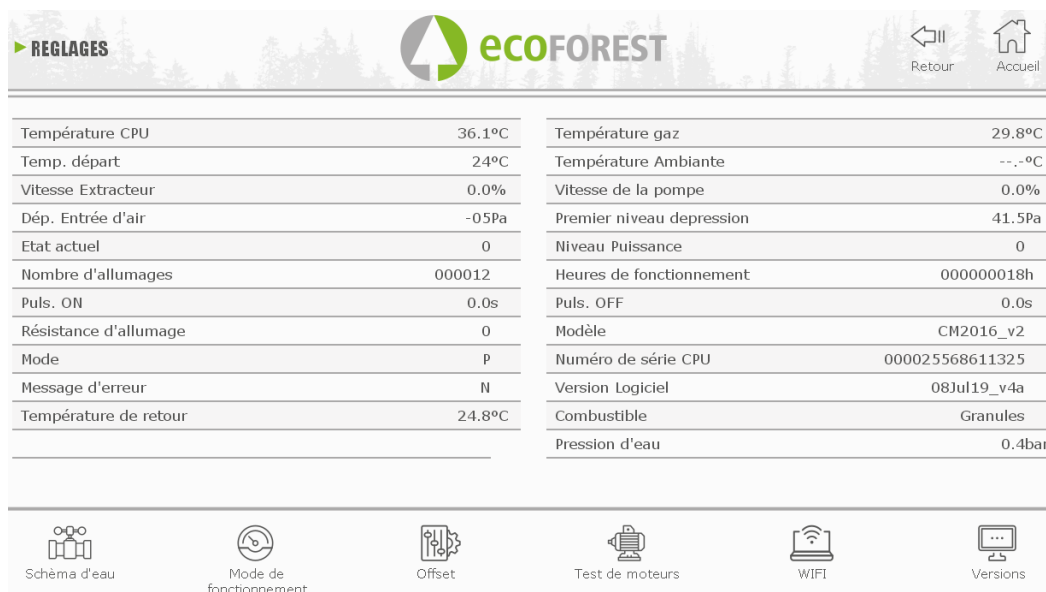 REGLAGES
ecoFOREST
Retour
Accueil
Température CPU 36.1ºC
Température gaz 29.8ºC
Temp. départ 24ºC
Température Ambiante --.-ºC
Vitesse Extracteur 0.0%
Vitesse de la pompe 0.0%
Dép. Entrée d'air -05Pa
Premier niveau depression 41.5Pa
Etat actuel 0
Niveau Puissance 0
Nombre d'allumages 000012
Heures de fonctionnement 000000018h
Puls. ON 0.0s
Puls. OFF 0.0s
Résistance d'allumage 0
Modèle CM2016_v2
Mode P
Numéro de série CPU 000025568611325
Message d'erreur N
Version Logiciel 08Jul19_v4a
Température de retour 24.8ºC
Combustible Granules
Pression d'eau 0.4bar
Schèma d'eau
Mode de fonctionnement
Offset
Test de moteurs
WIFI
Versions